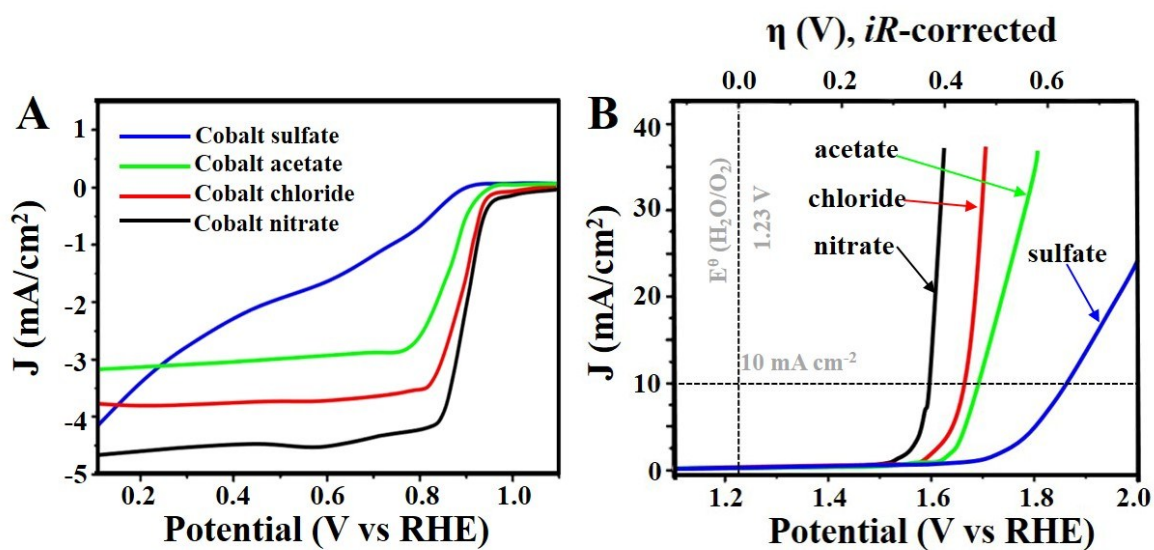 A
J (mA/cm²)
1
0
-1
-2
-3
-4
-5
Cobalt sulfate
Cobalt acetate
Cobalt chloride
Cobalt nitrate
0.2 0.4 0.6 0.8 1.0
Potential (V vs RHE)
η (V), iR-corrected
0.0 0.2 0.4 0.6
B
J (mA/cm²)
40
30
20
10
0
E⁰ (H₂O/O₂)
1.23 V
acetate
chloride
nitrate
sulfate
10 mA cm⁻²
1.2 1.4 1.6 1.8 2.0
Potential (V vs RHE)